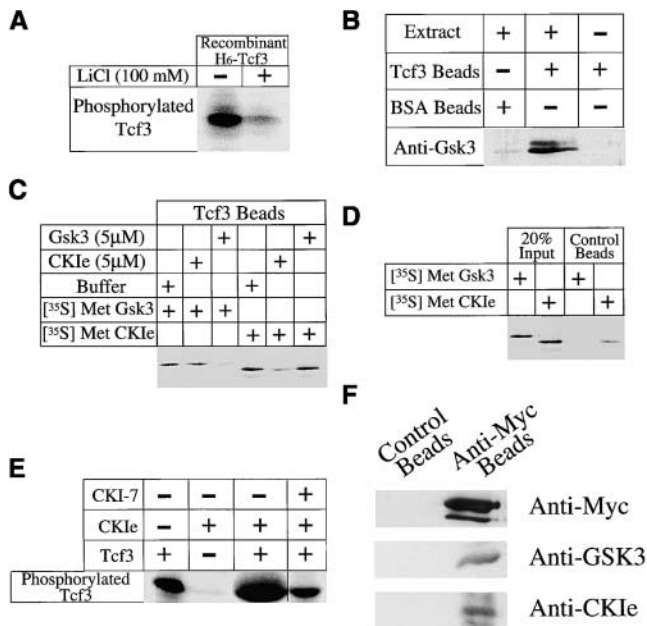 A
Recombinant
H6-Tcf3
LiCl (100 mM) − +
Phosphorylated
Tcf3
B
Extract + + −
Tcf3 Beads − + +
BSA Beads + − −
Anti-Gsk3
C
Tcf3 Beads
Gsk3 (5μM) + +
CKIe (5μM) + +
Buffer + +
[³⁵S] Met Gsk3 + + +
[³⁵S] Met CKIe + + +
D
20% Input
Control Beads
[³⁵S] Met Gsk3 + +
[³⁵S] Met CKIe + +
E
CKI-7 − − − +
CKIe − + + +
Tcf3 + − + +
Phosphorylated
Tcf3
F
Control
Beads
Anti-Myc
Beads
Anti-Myc
Anti-GSK3
Anti-CKIe